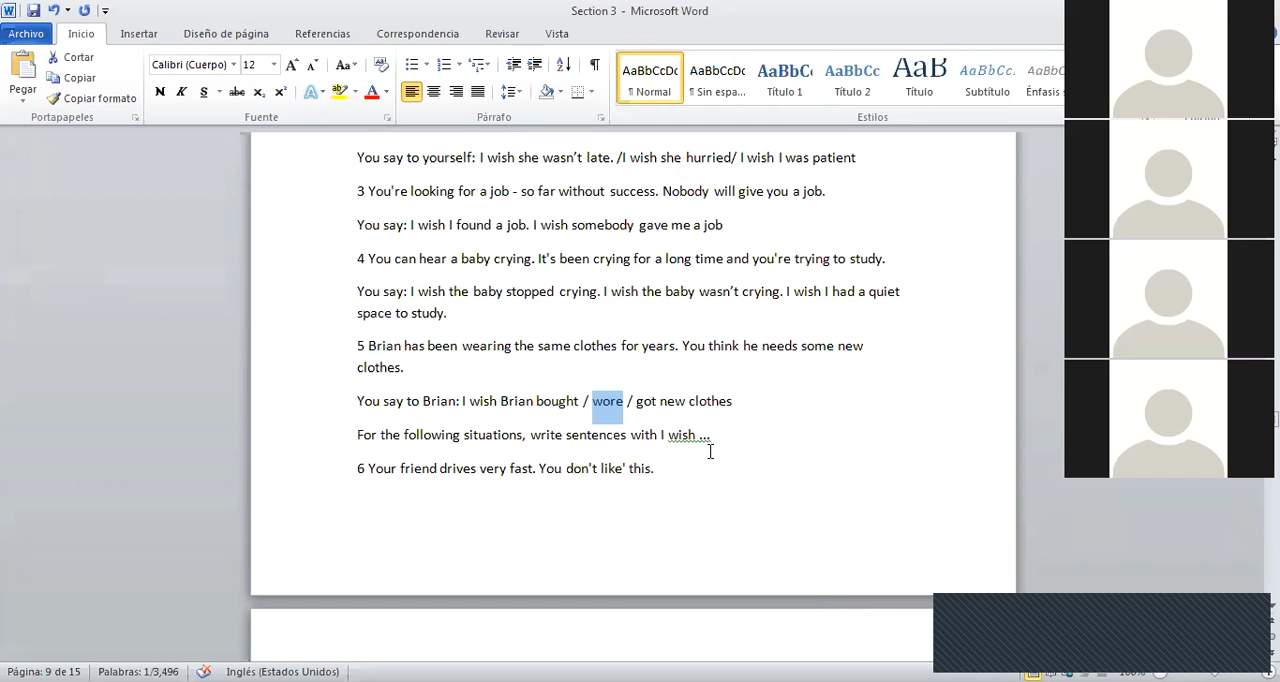 Section 3 - Microsoft Word
Archivo Inicio Insertar Diseño de página Referencias Correspondencia Revisar Vista
Cortar
Copiar
Copiar formato
Pegar
Portapapeles
Calibri (Cuerpo) 12
Fuente
Párrafo
AaBbCcDc AaBbCcDc AaBbC AaBbCc AaB AaBbCc. AaBbC
¶ Normal ¶ Sin espa... Título 1 Título 2 Título Subtítulo Énfasis
Estilos
You say to yourself: I wish she wasn’t late. /I wish she hurried/ I wish I was patient
3 You're looking for a job - so far without success. Nobody will give you a job.
You say: I wish I found a job. I wish somebody gave me a job
4 You can hear a baby crying. It's been crying for a long time and you're trying to study.
You say: I wish the baby stopped crying. I wish the baby wasn’t crying. I wish I had a quiet
space to study.
5 Brian has been wearing the same clothes for years. You think he needs some new
clothes.
You say to Brian: I wish Brian bought / wore / got new clothes
For the following situations, write sentences with I wish ...
6 Your friend drives very fast. You don't like' this.
Página: 9 de 15 Palabras: 1/3,496 Inglés (Estados Unidos)